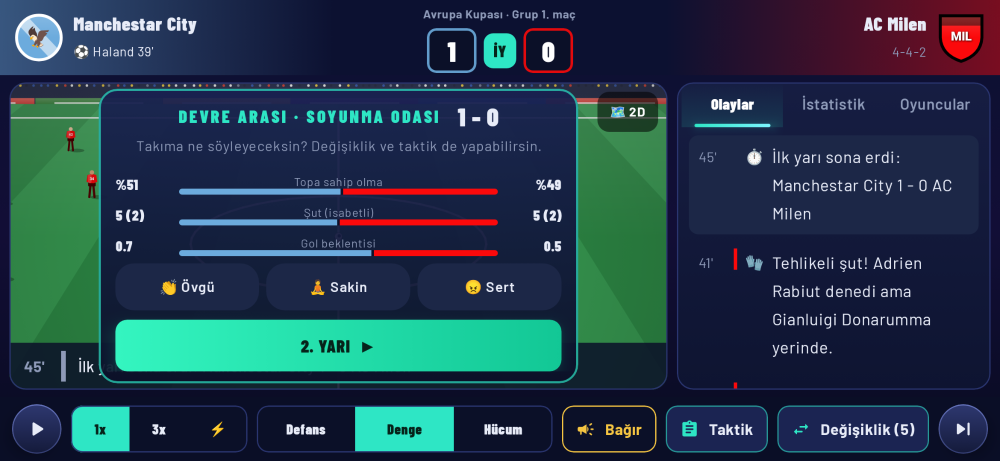 Manchestar City
Haland 39'
Avrupa Kupası · Grup 1. maç
1 İY 0
AC Milen
4-4-2
MIL
DEVRE ARASI · SOYUNMA ODASI 1 - 0
Takıma ne söyleyeceksin? Değişiklik ve taktik de yapabilirsin.
%51 Topa sahip olma %49
5 (2) Şut (isabetli) 5 (2)
0.7 Gol beklentisi 0.5
Övgü Sakin Sert
2. YARI
2D
45' İlk
Olaylar İstatistik Oyuncular
45' İlk yarı sona erdi:
Manchestar City 1 - 0 AC
Milen
41' Tehlikeli şut! Adrien
Rabiut denedi ama
Gianluigi Donarumma
yerinde.
1x 3x
Defans Denge Hücum
Bağır
Taktik
Değişiklik (5)